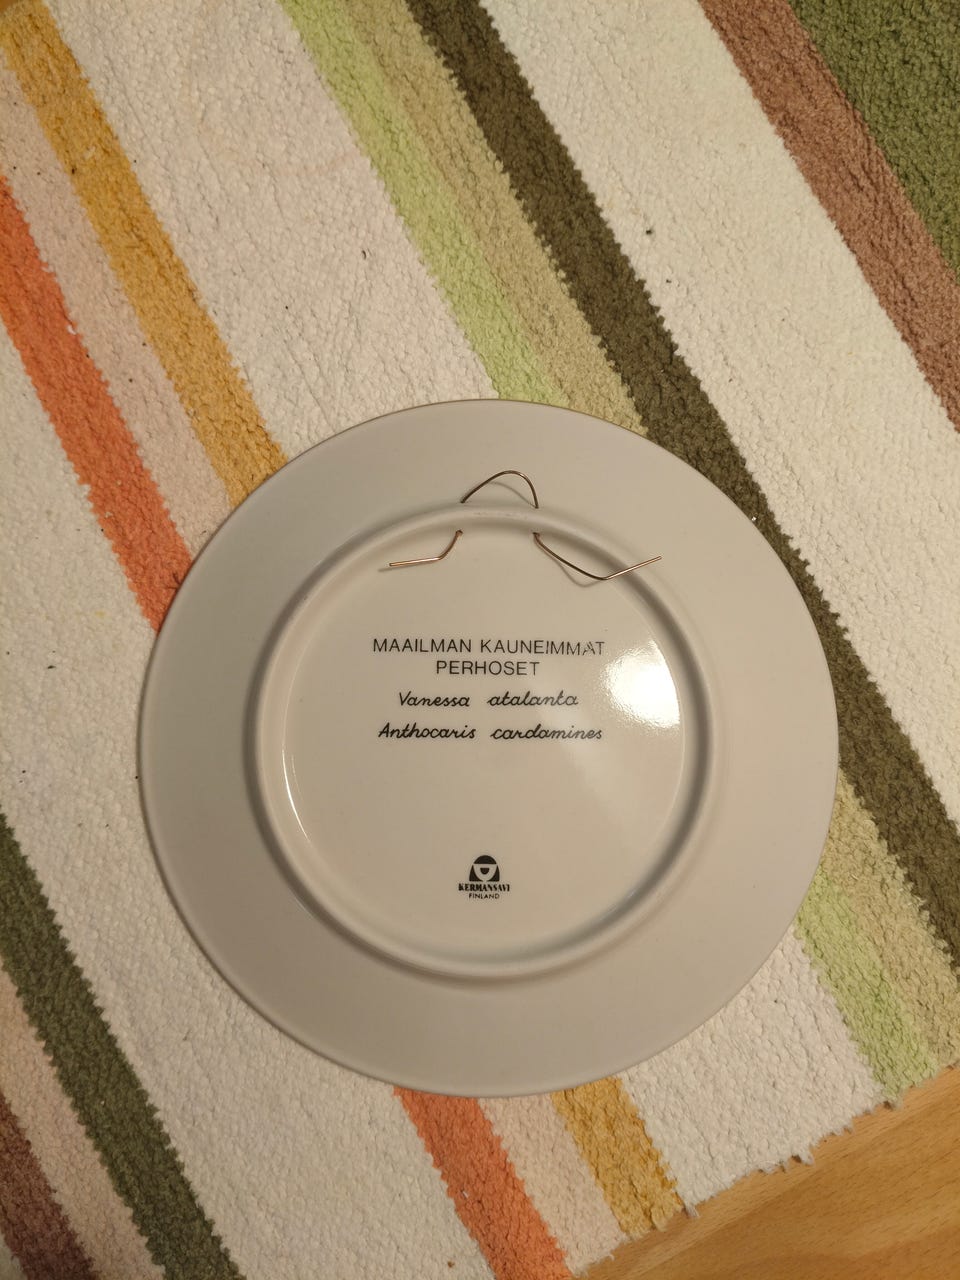 MAAILMAN KAUNEIMMAT
PERHOSET
Vanessa atalanta
Anthocaris cardamines
KERMANSAVI
FINLAND